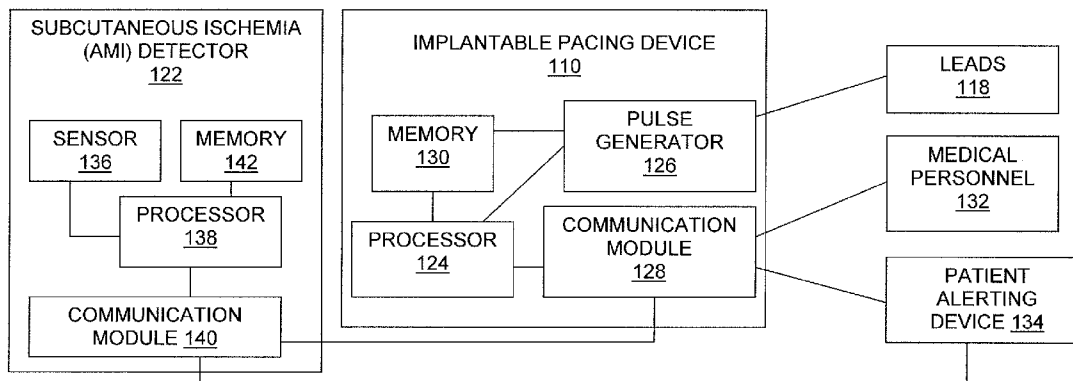 SUBCUTANEOUS ISCHEMIA
(AMI) DETECTOR
122
SENSOR
136
MEMORY
142
PROCESSOR
138
COMMUNICATION
MODULE 140
IMPLANTABLE PACING DEVICE
110
MEMORY
130
PULSE
GENERATOR
126
PROCESSOR
124
COMMUNICATION
MODULE
128
LEADS
118
MEDICAL
PERSONNEL
132
PATIENT
ALERTING
DEVICE 134